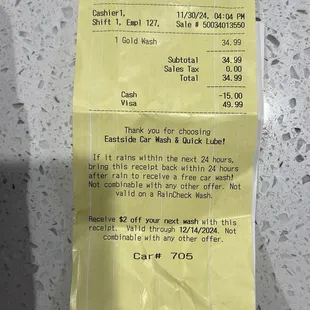 Cashier1, 11/30/24, 04:04 PM
Shift 1, Empl 127, Sale # 50034013550
1 Gold Wash 34.99
Subtotal 34.99
Sales Tax 0.00
Total 34.99
Cash -15.00
Visa 49.99
Thank you for choosing
Eastside Car Wash & Quick Lube!
If it rains within the next 24 hours,
bring this receipt back within 24 hours
after rain to receive a free car wash!
Not combinable with any other offer. Not
valid on a RainCheck Wash.
Receive $2 off your next wash with this
receipt. Valid through 12/14/2024. Not
combinable with any other offer.
Car# 705